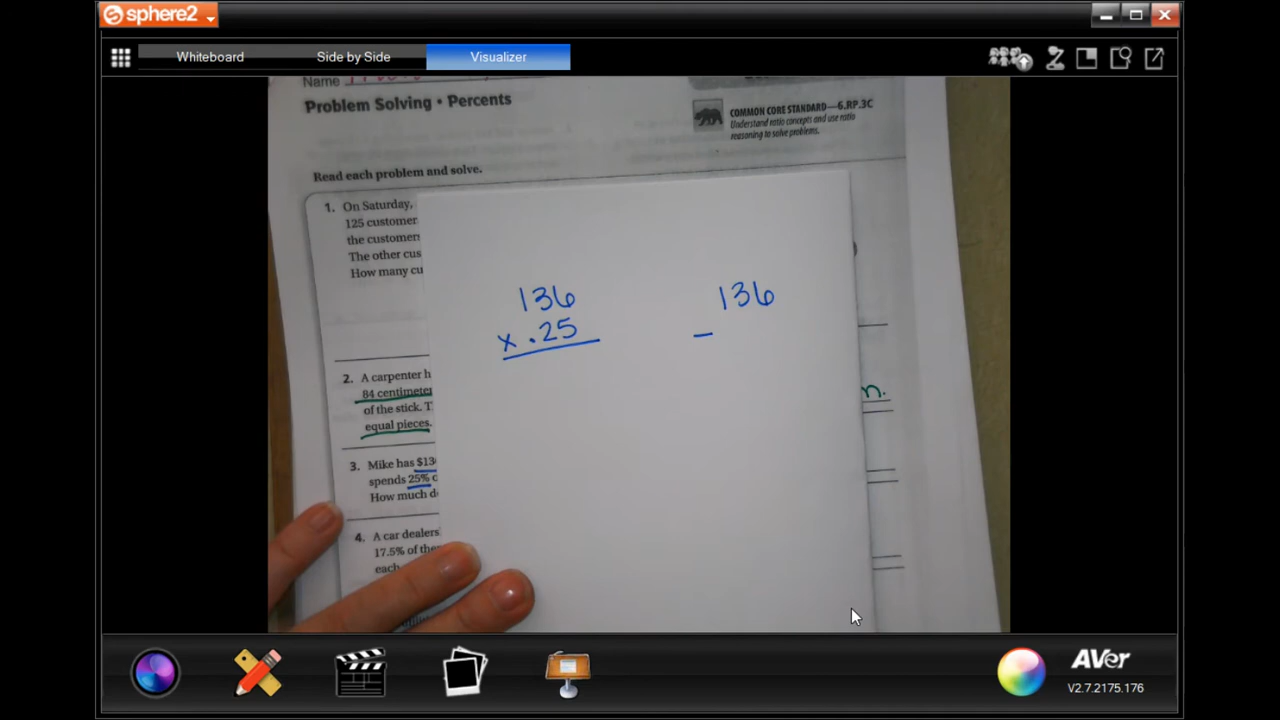 sphere2
Whiteboard Side by Side Visualizer
Name
Problem Solving • Percents
COMMON CORE STANDARD—6.RP.3C
Understand ratio concepts and use ratio
reasoning to solve problems.
Read each problem and solve.
1. On Saturday,
125 customer
the customers
The other cus
How many cu
136
x .25
136
–
2. A carpenter h
84 centimeter
of the stick. T
equal pieces.
n.
3. Mike has $13
spends 25% o
How much d
4. A car dealers
17.5% of the
each
AVer
V2.7.2175.176